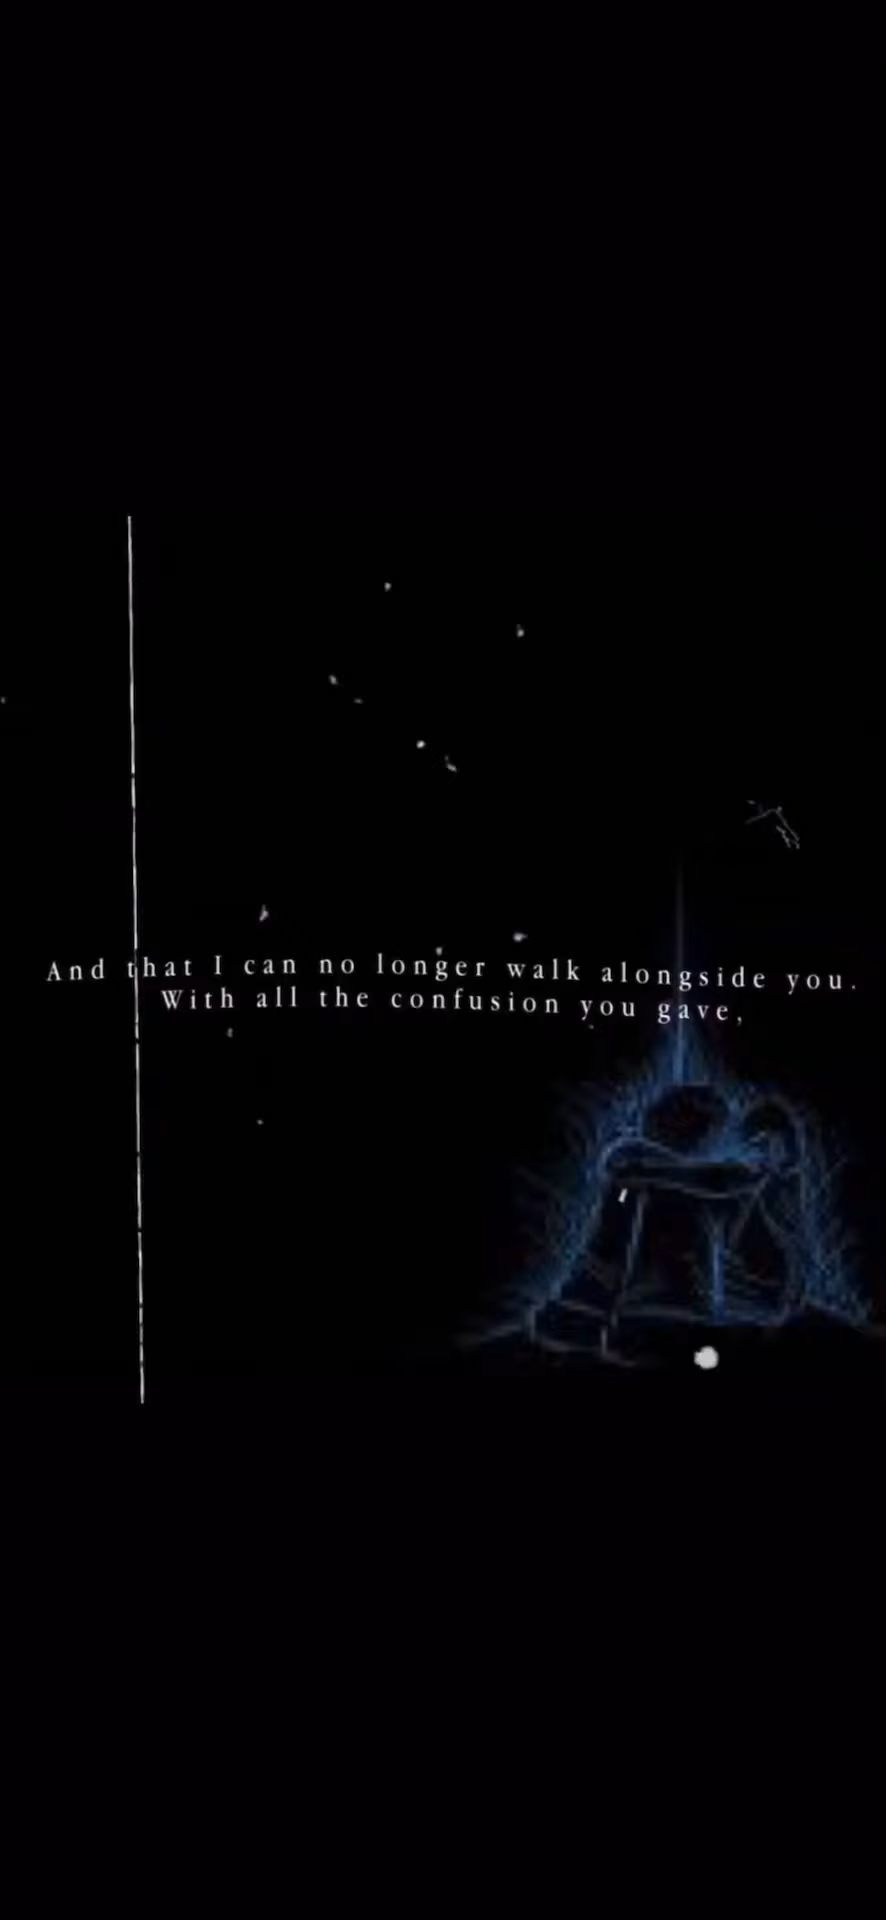 And that I can no longer walk alongside you.
With all the confusion you gave,